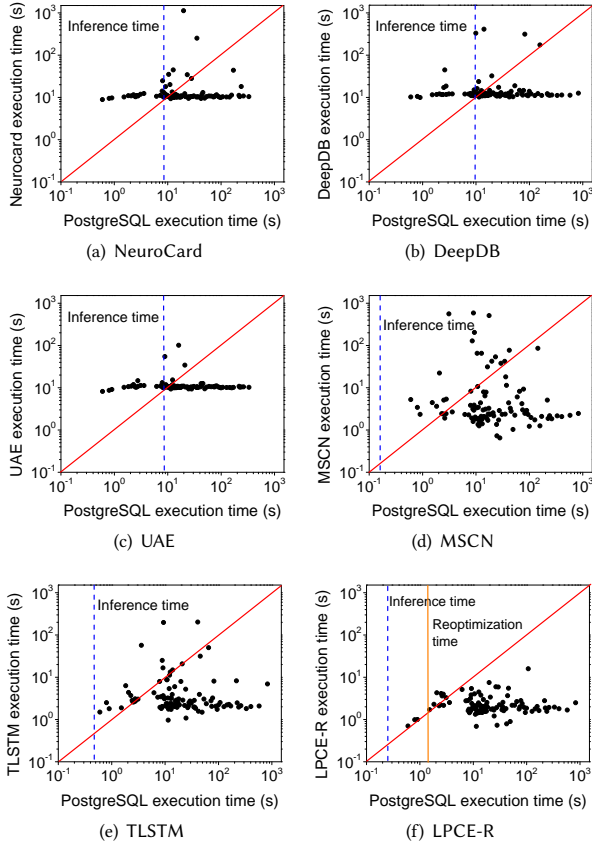 10³
Inference time
10²
10¹
10⁰
10⁻¹
10⁻¹ 10⁰ 10¹ 10² 10³
Neurocard execution time (s)
PostgreSQL execution time (s)
(a) NeuroCard
10³
Inference time
10²
10¹
10⁰
10⁻¹
10⁻¹ 10⁰ 10¹ 10² 10³
DeepDB execution time (s)
PostgreSQL execution time (s)
(b) DeepDB
10³
Inference time
10²
10¹
10⁰
10⁻¹
10⁻¹ 10⁰ 10¹ 10² 10³
UAE execution time (s)
PostgreSQL execution time (s)
(c) UAE
10³
Inference time
10²
10¹
10⁰
10⁻¹
10⁻¹ 10⁰ 10¹ 10² 10³
MSCN execution time (s)
PostgreSQL execution time (s)
(d) MSCN
10³
Inference time
10²
10¹
10⁰
10⁻¹
10⁻¹ 10⁰ 10¹ 10² 10³
TLSTM execution time (s)
PostgreSQL execution time (s)
(e) TLSTM
10³
Inference time
Reoptimization
time
10²
10¹
10⁰
10⁻¹
10⁻¹ 10⁰ 10¹ 10² 10³
LPCE-R execution time (s)
PostgreSQL execution time (s)
(f) LPCE-R